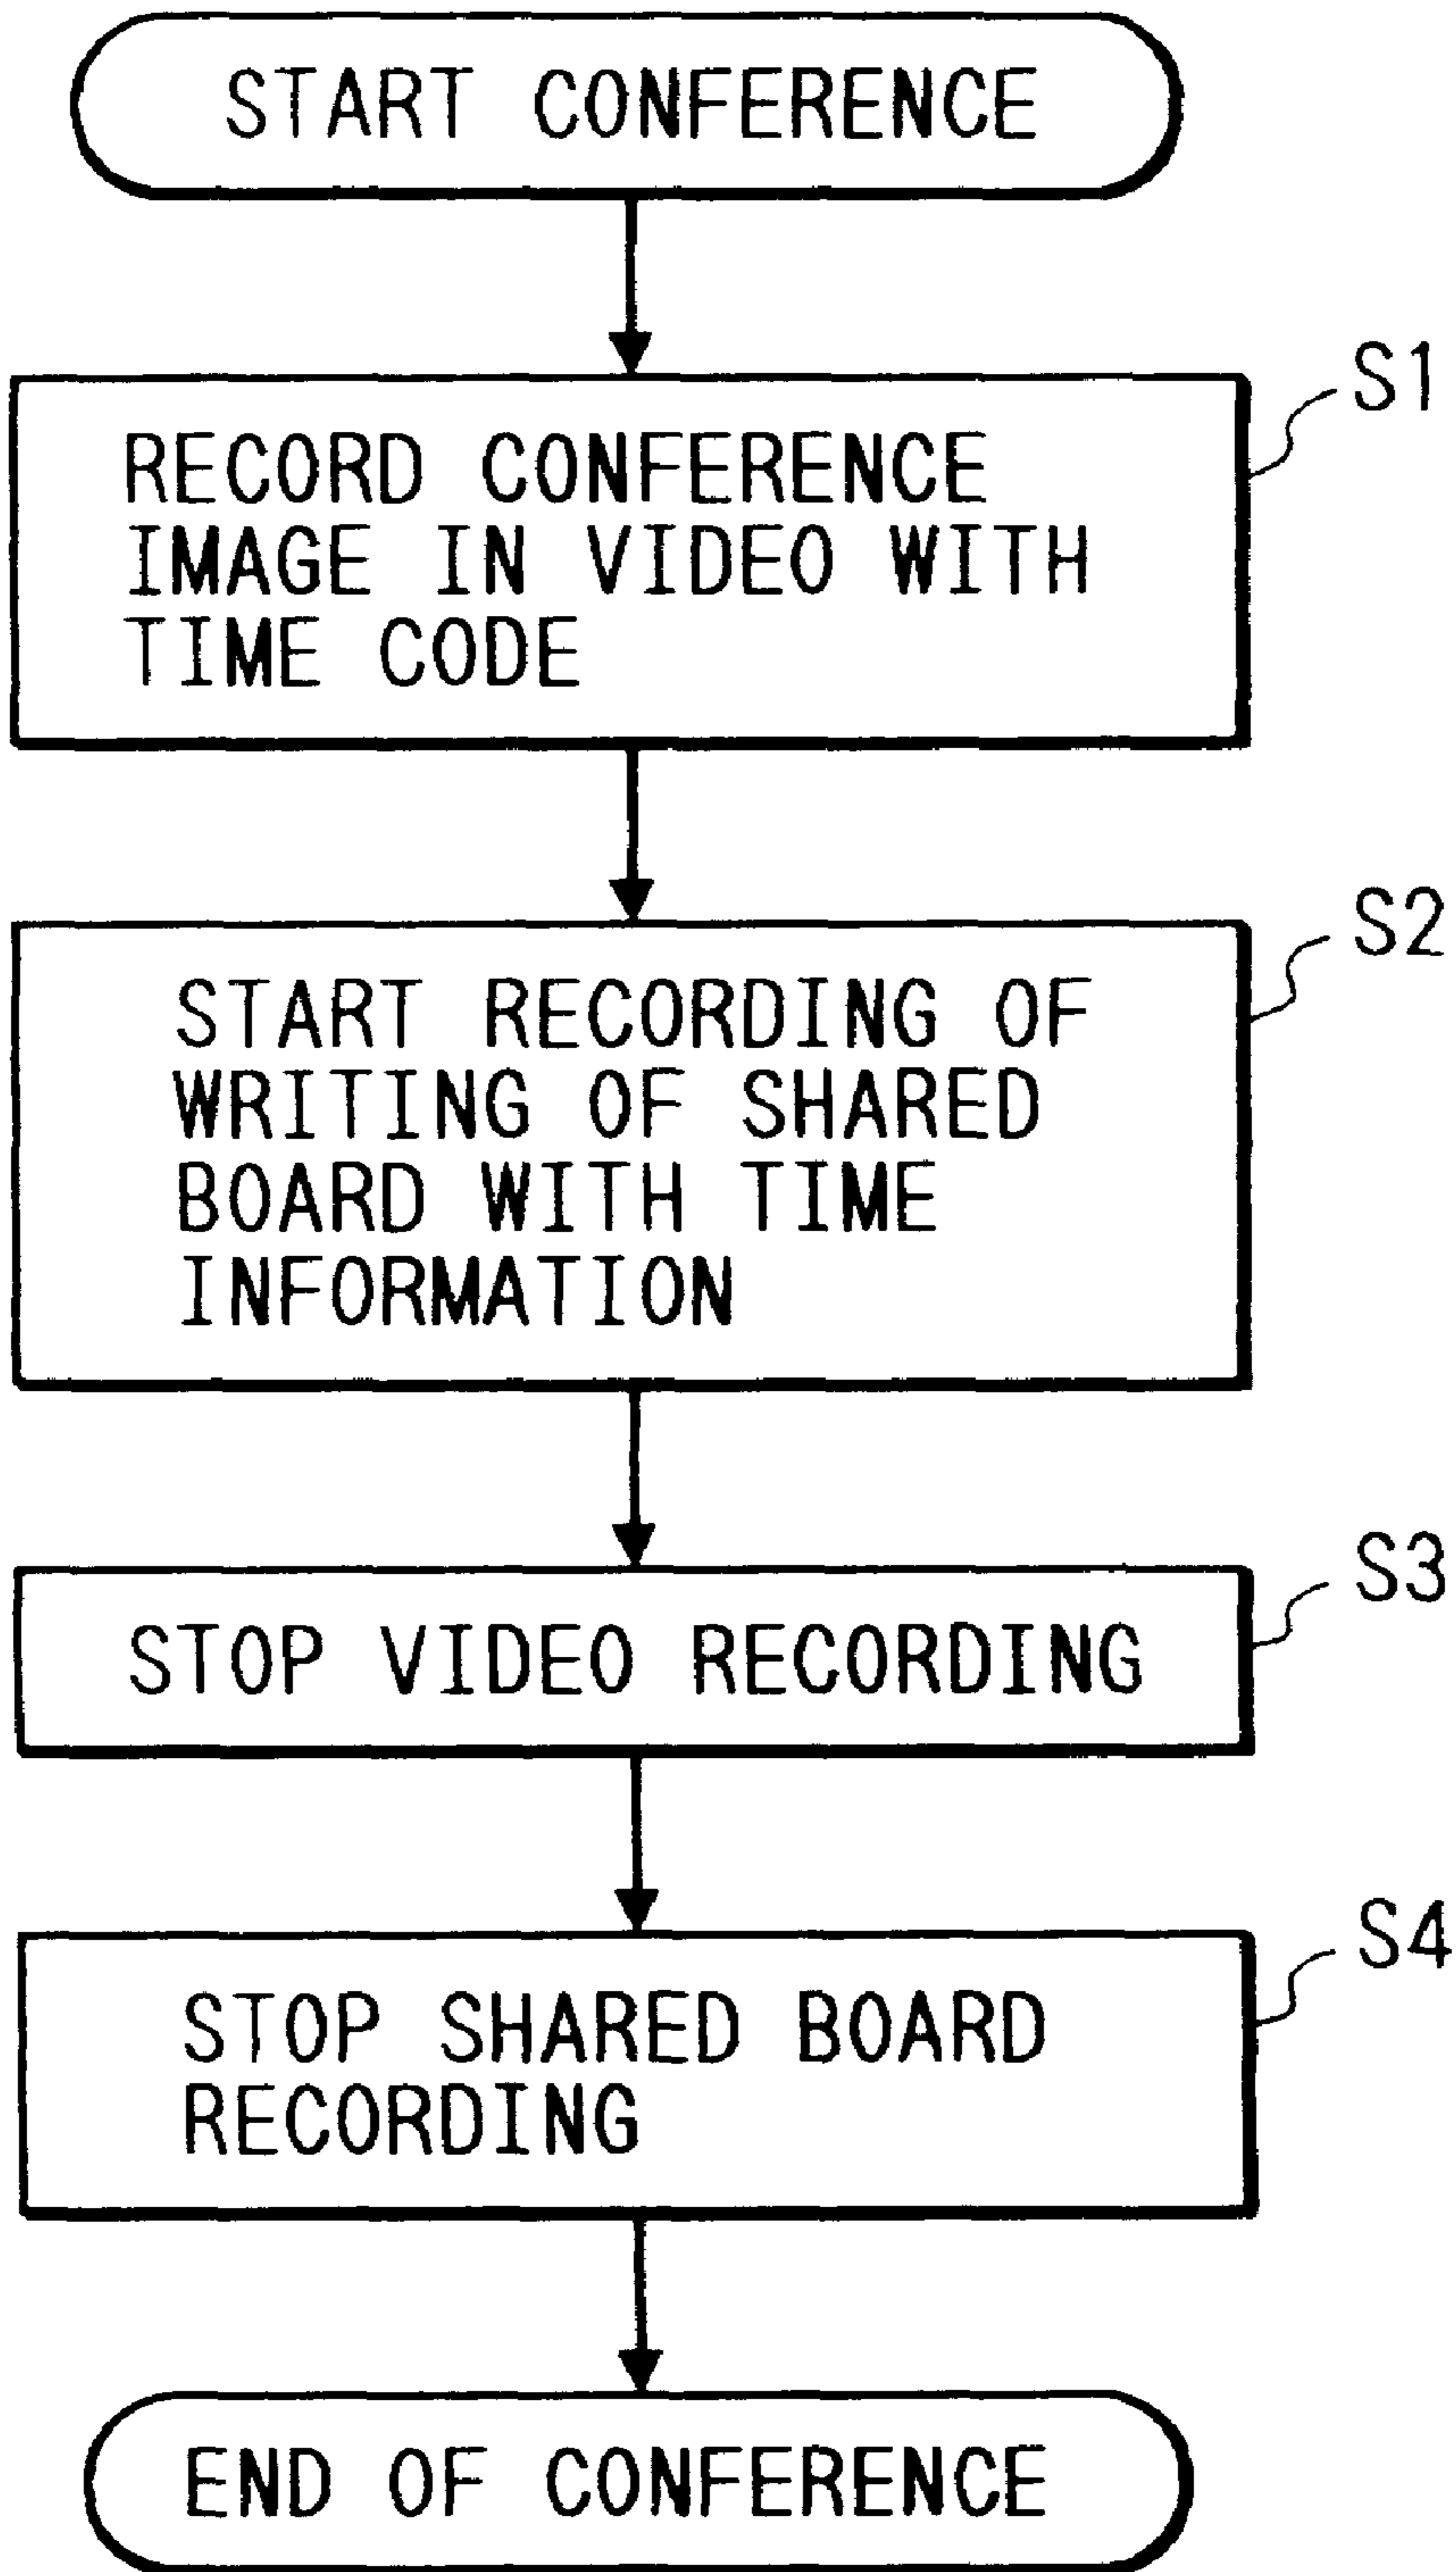 START CONFERENCE
S1
RECORD CONFERENCE
IMAGE IN VIDEO WITH
TIME CODE
S2
START RECORDING OF
WRITING OF SHARED
BOARD WITH TIME
INFORMATION
S3
STOP VIDEO RECORDING
S4
STOP SHARED BOARD
RECORDING
END OF CONFERENCE